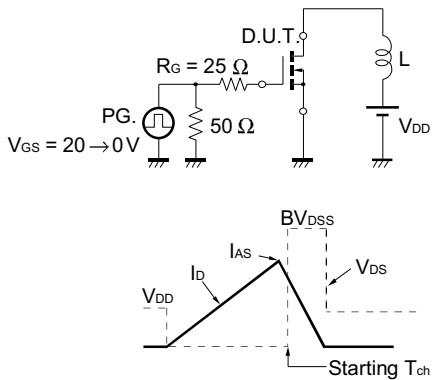 D.U.T.
RG = 25 Ω
L
PG.
50 Ω
VDD
VGS = 20 → 0 V
BVDSS
IAS
ID
VDS
VDD
Starting Tch